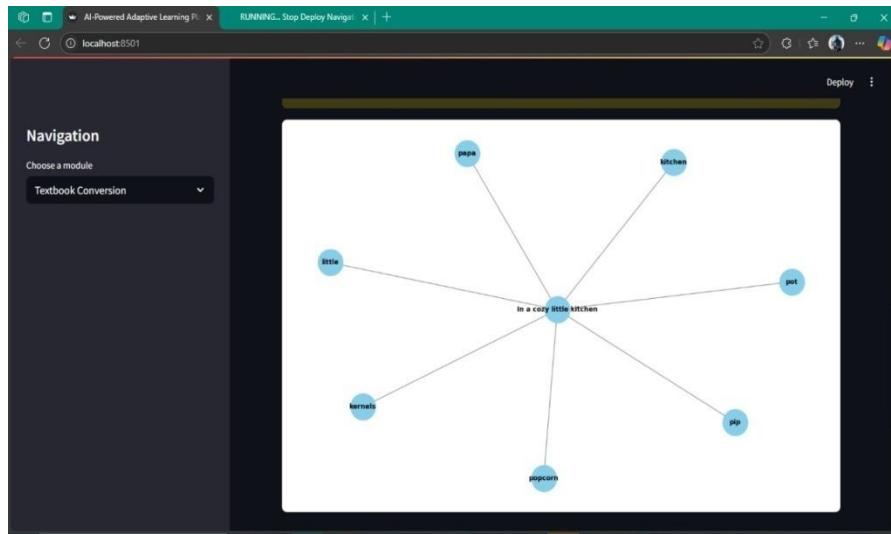 AI-Powered Adaptive Learning Pl
RUNNING... Stop Deploy Navigat
localhost:8501
Deploy
Navigation
Choose a module
Textbook Conversion
papa
kitchen
little
pot
In a cozy little kitchen
kernels
pip
popcorn